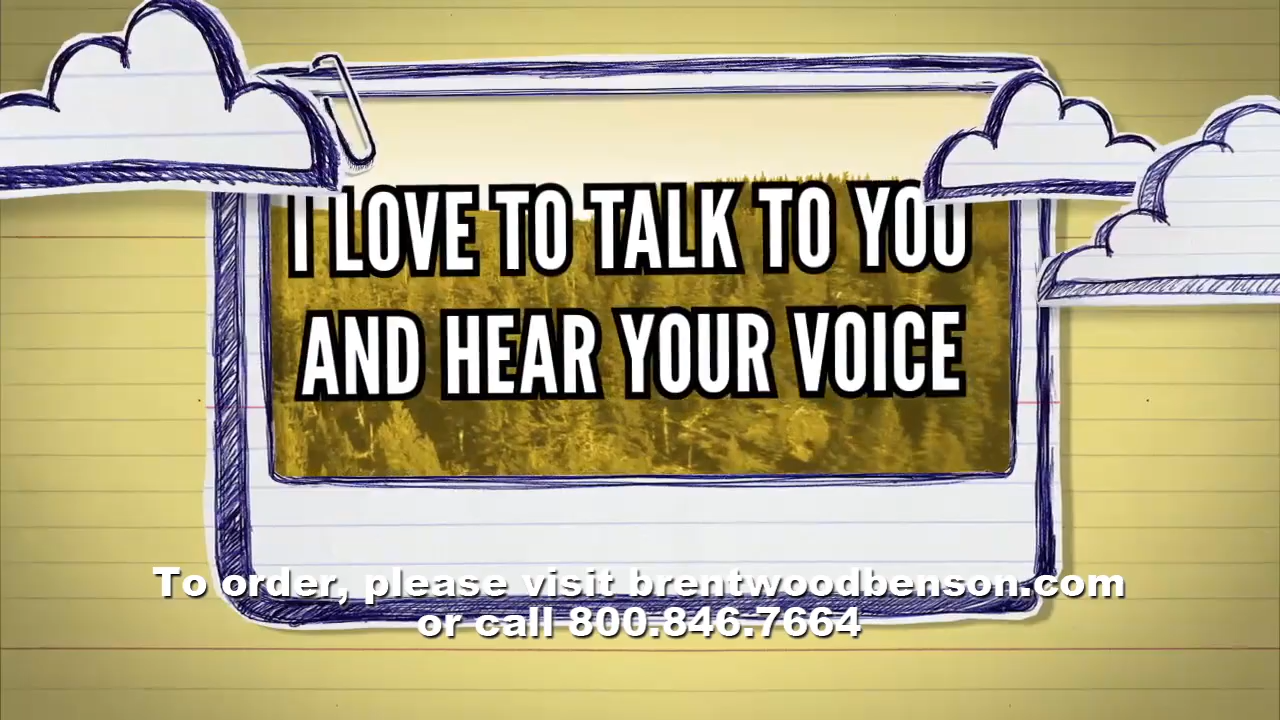 I LOVE TO TALK TO YOU
AND HEAR YOUR VOICE
To order, please visit brentwoodbenson.com
or call 800.846.7664